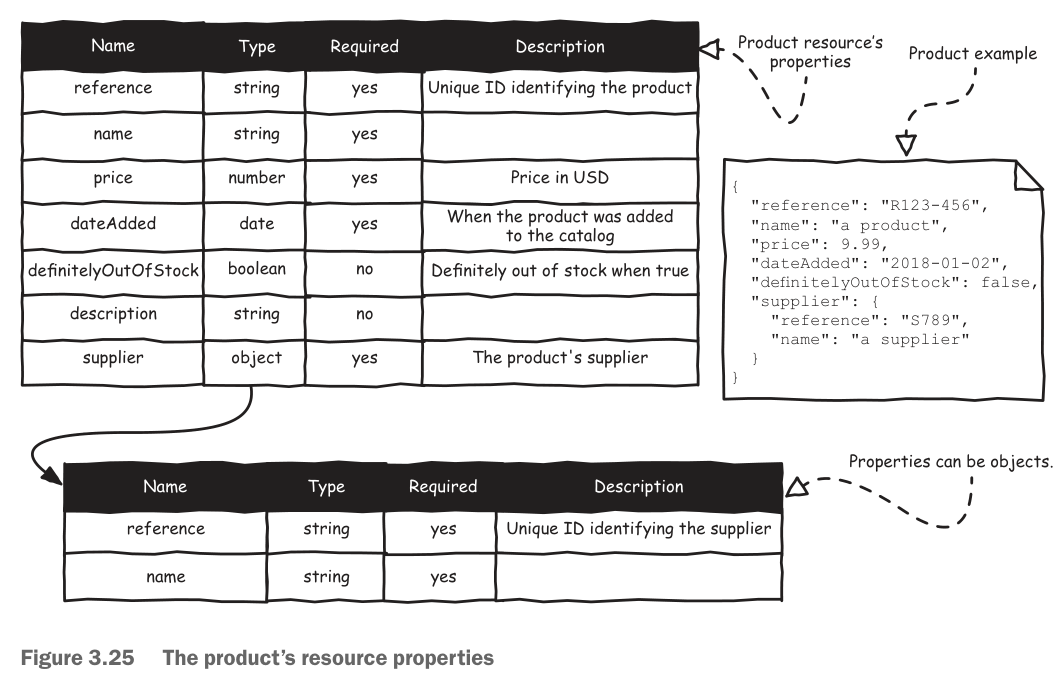 Name Type Required Description
reference string yes Unique ID identifying the product
name string yes
price number yes Price in USD
dateAdded date yes When the product was added
to the catalog
definitelyOutOfStock boolean no Definitely out of stock when true
description string no
supplier object yes The product's supplier
Product resource's
properties
Product example
{
"reference": "R123-456",
"name": "a product",
"price": 9.99,
"dateAdded": "2018-01-02",
"definitelyOutOfStock": false,
"supplier": {
"reference": "S789",
"name": "a supplier"
}
}
Name Type Required Description
reference string yes Unique ID identifying the supplier
name string yes
Properties can be objects.
Figure 3.25 The product's resource properties